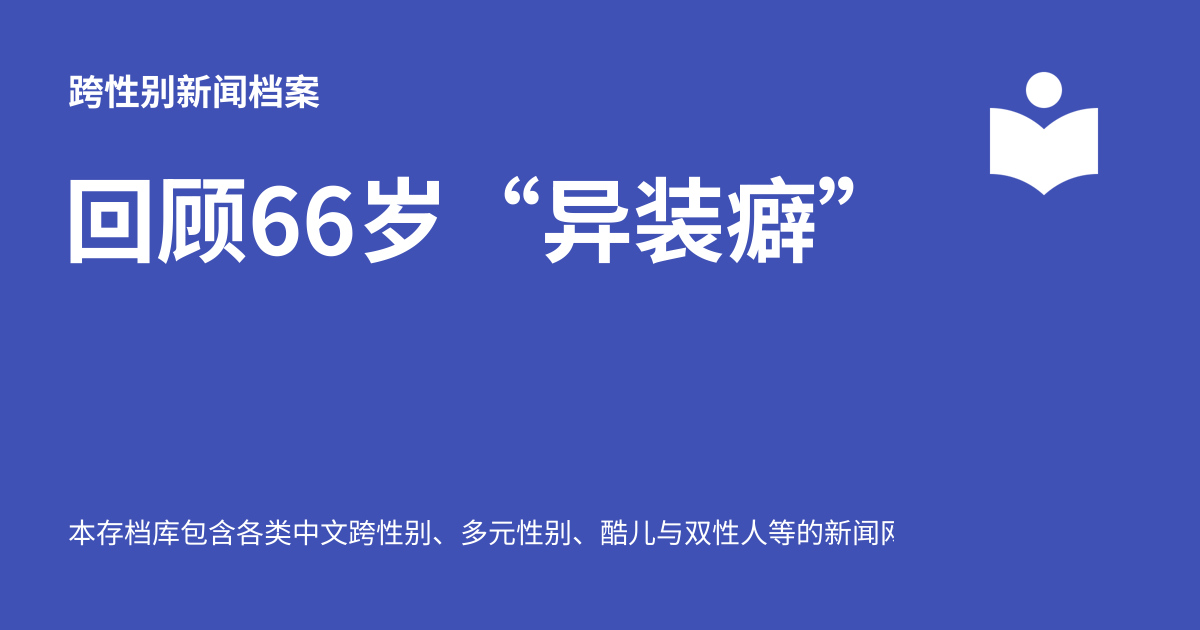 跨性别新闻档案
回顾66岁“异装癖”
本存档库包含各类中文跨性别、多元性别、酷儿与双性人等的新闻